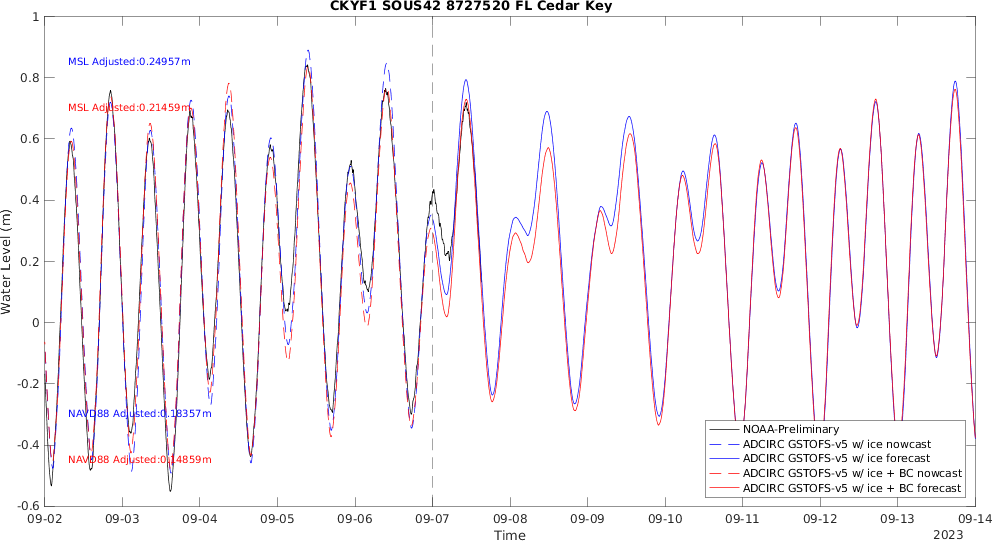 CKYF1 SOUS42 8727520 FL Cedar Key
1
0.8
0.6
0.4
0.2
0
-0.2
-0.4
-0.6
Water Level (m)
MSL Adjusted:0.24957m
MSL Adjusted:0.21459m
NAVD88 Adjusted:0.18357m
NAVD88 Adjusted:0.14859m
NOAA-Preliminary
ADCIRC GSTOFS-v5 w/ ice nowcast
ADCIRC GSTOFS-v5 w/ ice forecast
ADCIRC GSTOFS-v5 w/ ice + BC nowcast
ADCIRC GSTOFS-v5 w/ ice + BC forecast
09-02 09-03 09-04 09-05 09-06 09-07 09-08 09-09 09-10 09-11 09-12 09-13 09-14
Time
2023